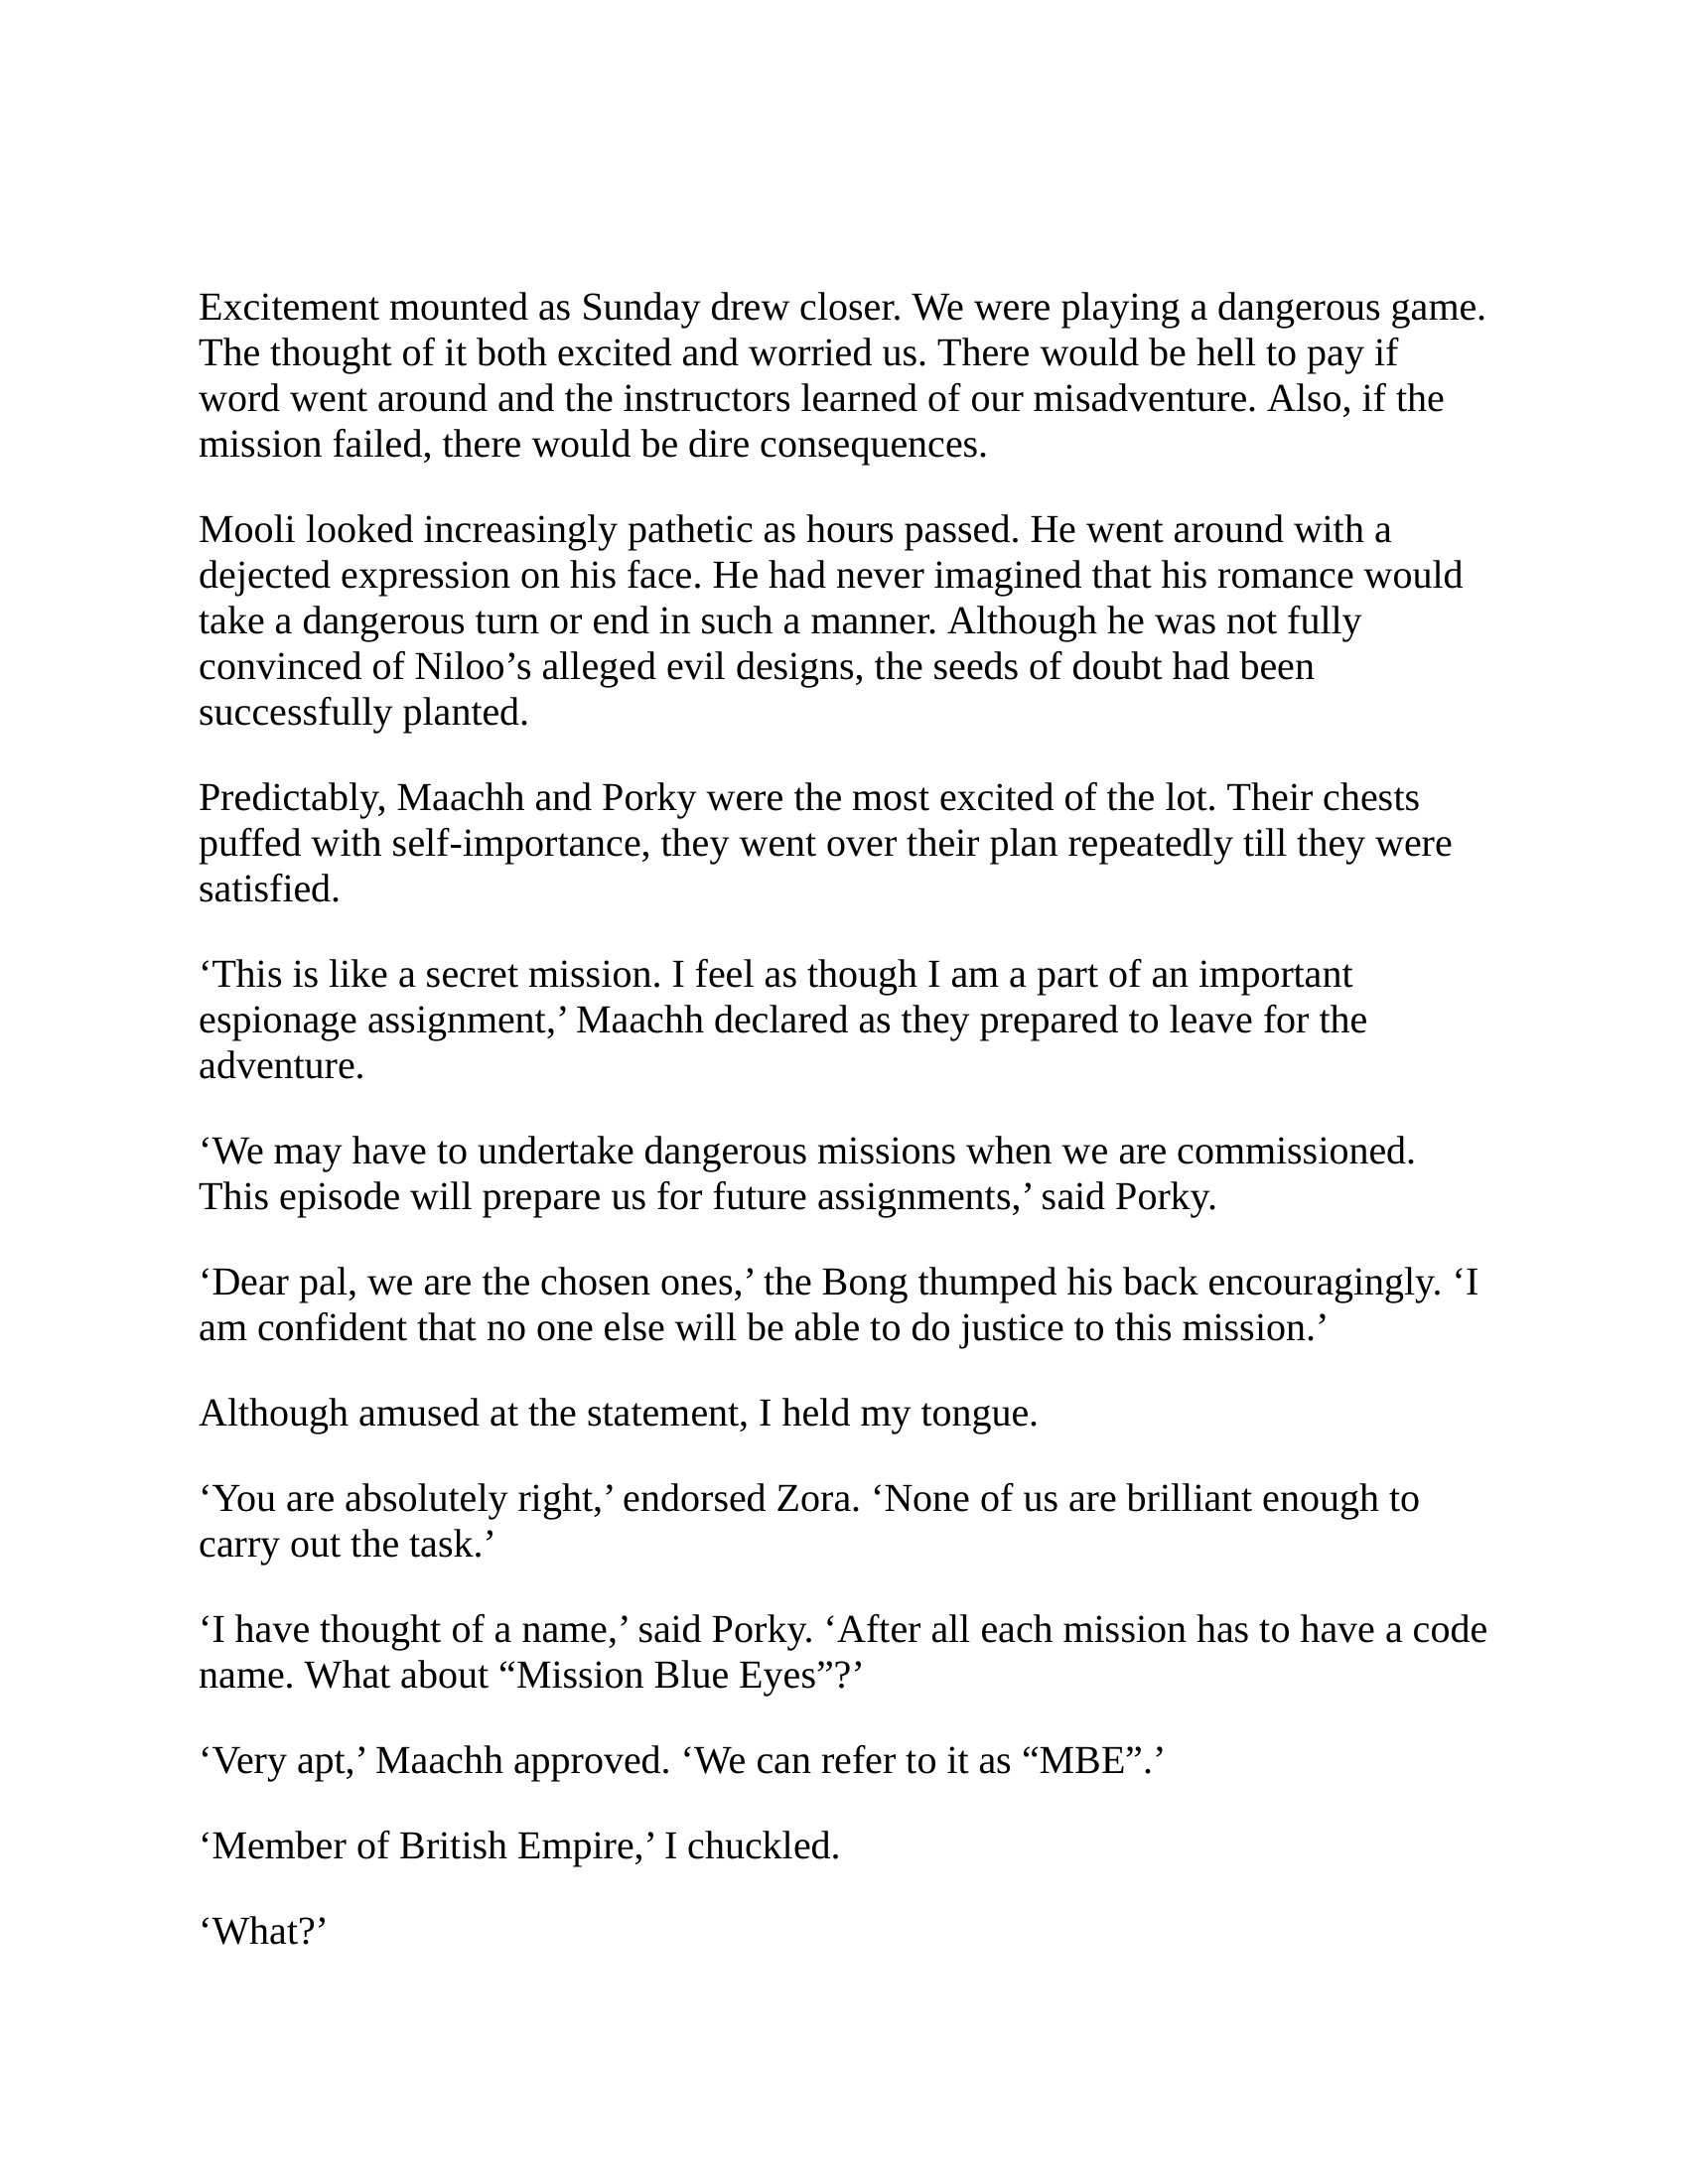 Excitement mounted as Sunday drew closer. We were playing a dangerous game.
The thought of it both excited and worried us. There would be hell to pay if
word went around and the instructors learned of our misadventure. Also, if the
mission failed, there would be dire consequences.
Mooli looked increasingly pathetic as hours passed. He went around with a
dejected expression on his face. He had never imagined that his romance would
take a dangerous turn or end in such a manner. Although he was not fully
convinced of Niloo’s alleged evil designs, the seeds of doubt had been
successfully planted.
Predictably, Maachh and Porky were the most excited of the lot. Their chests
puffed with self-importance, they went over their plan repeatedly till they were
satisfied.
‘This is like a secret mission. I feel as though I am a part of an important
espionage assignment,’ Maachh declared as they prepared to leave for the
adventure.
‘We may have to undertake dangerous missions when we are commissioned.
This episode will prepare us for future assignments,’ said Porky.
‘Dear pal, we are the chosen ones,’ the Bong thumped his back encouragingly. ‘I
am confident that no one else will be able to do justice to this mission.’
Although amused at the statement, I held my tongue.
‘You are absolutely right,’ endorsed Zora. ‘None of us are brilliant enough to
carry out the task.’
‘I have thought of a name,’ said Porky. ‘After all each mission has to have a code
name. What about “Mission Blue Eyes”?’
‘Very apt,’ Maachh approved. ‘We can refer to it as “MBE”.’
‘Member of British Empire,’ I chuckled.
‘What?’